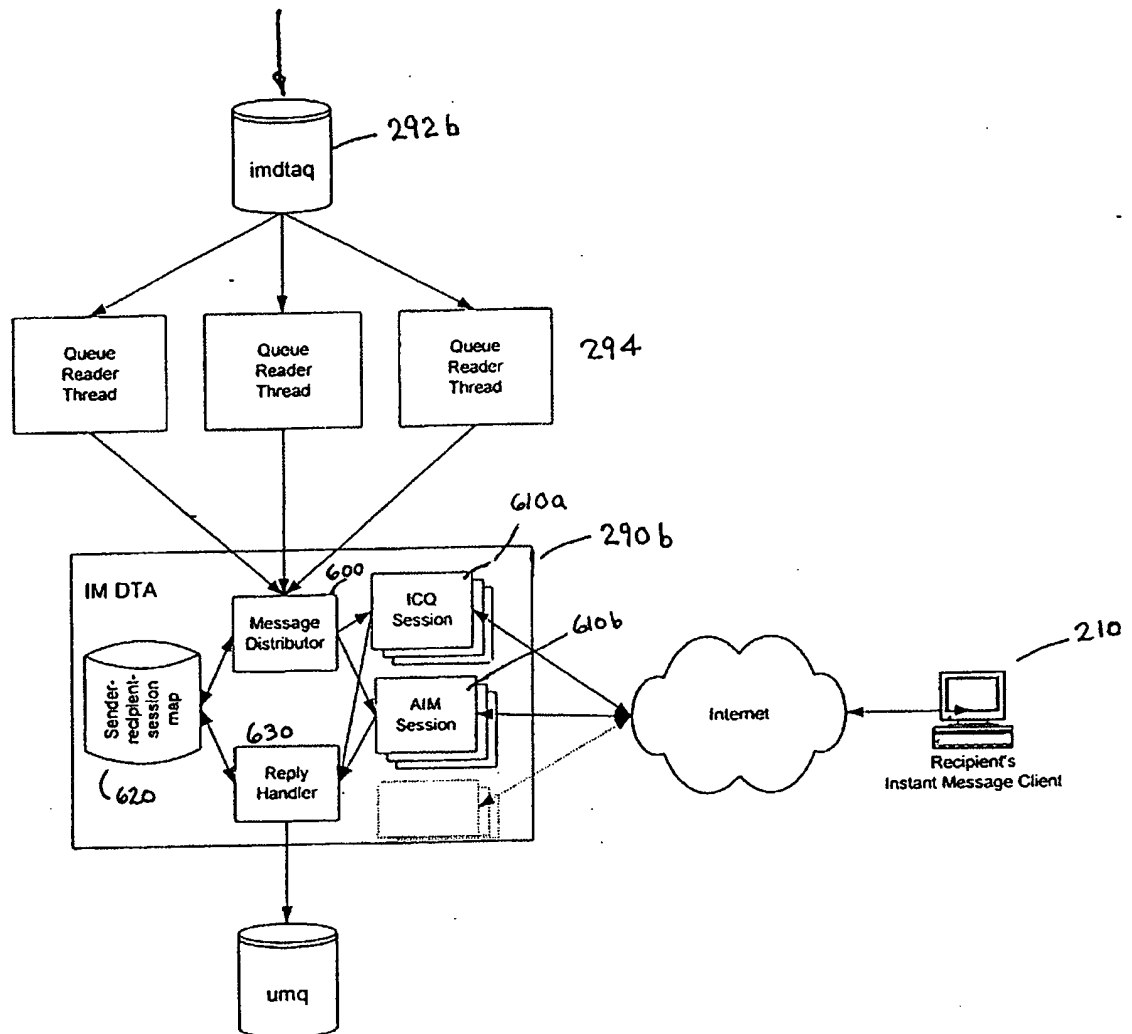 292b
imdtaq
Queue
Reader
Thread
Queue
Reader
Thread
Queue
Reader
Thread
294
610a
290b
IM DTA
600
Message
Distributor
ICQ
Session
610b
210
Sender-
recipient-
session
map
AIM
Session
Internet
630
Reply
Handler
620
Recipient's
Instant Message Client
umq